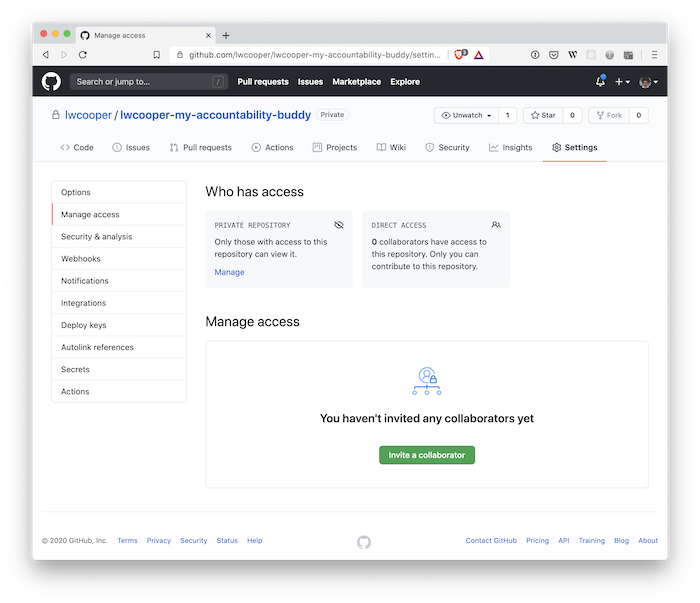 Manage access
github.com/lwcooper/lwcooper-my-accountability-buddy/settin...
3
Search or jump to...
/
Pull requests
Issues
Marketplace
Explore
lwcooper / lwcooper-my-accountability-buddy
Private
Unwatch
1
Star
0
Fork
0
Code
Issues
Pull requests
Actions
Projects
Wiki
Security
Insights
Settings
Options
Manage access
Security & analysis
Webhooks
Notifications
Integrations
Deploy keys
Autolink references
Secrets
Actions
Who has access
PRIVATE REPOSITORY
Only those with access to this
repository can view it.
Manage
DIRECT ACCESS
0 collaborators have access to
this repository. Only you can
contribute to this repository.
Manage access
You haven't invited any collaborators yet
Invite a collaborator
© 2020 GitHub, Inc.
Terms
Privacy
Security
Status
Help
Contact GitHub
Pricing
API
Training
Blog
About